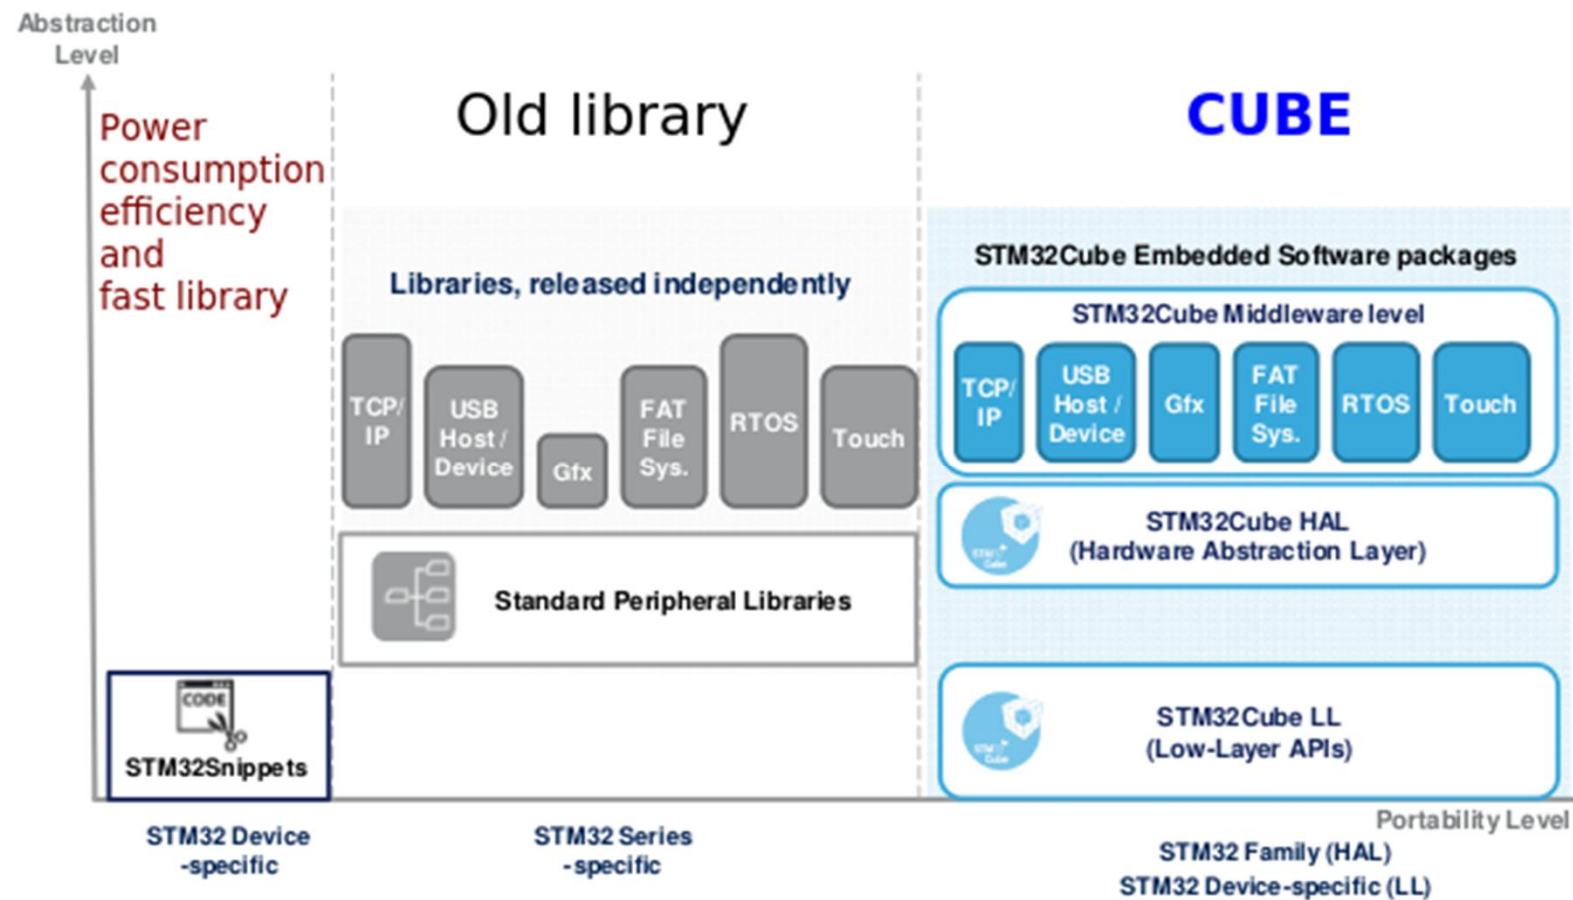 Abstraction
Level
Power
consumption
efficiency
and
fast library
Old library
CUBE
Libraries, released independently
TCP/
IP
USB
Host /
Device
Gfx
FAT
File
Sys.
RTOS
Touch
Standard Peripheral Libraries
STM32Cube Embedded Software packages
STM32Cube Middleware level
TCP/
IP
USB
Host /
Device
Gfx
FAT
File
Sys.
RTOS
Touch
STM32Cube HAL
(Hardware Abstraction Layer)
STM32Cube LL
(Low-Layer APIs)
CODE
STM32Snippets
Portability Level
STM32 Device
-specific
STM32 Series
-specific
STM32 Family (HAL)
STM32 Device-specific (LL)